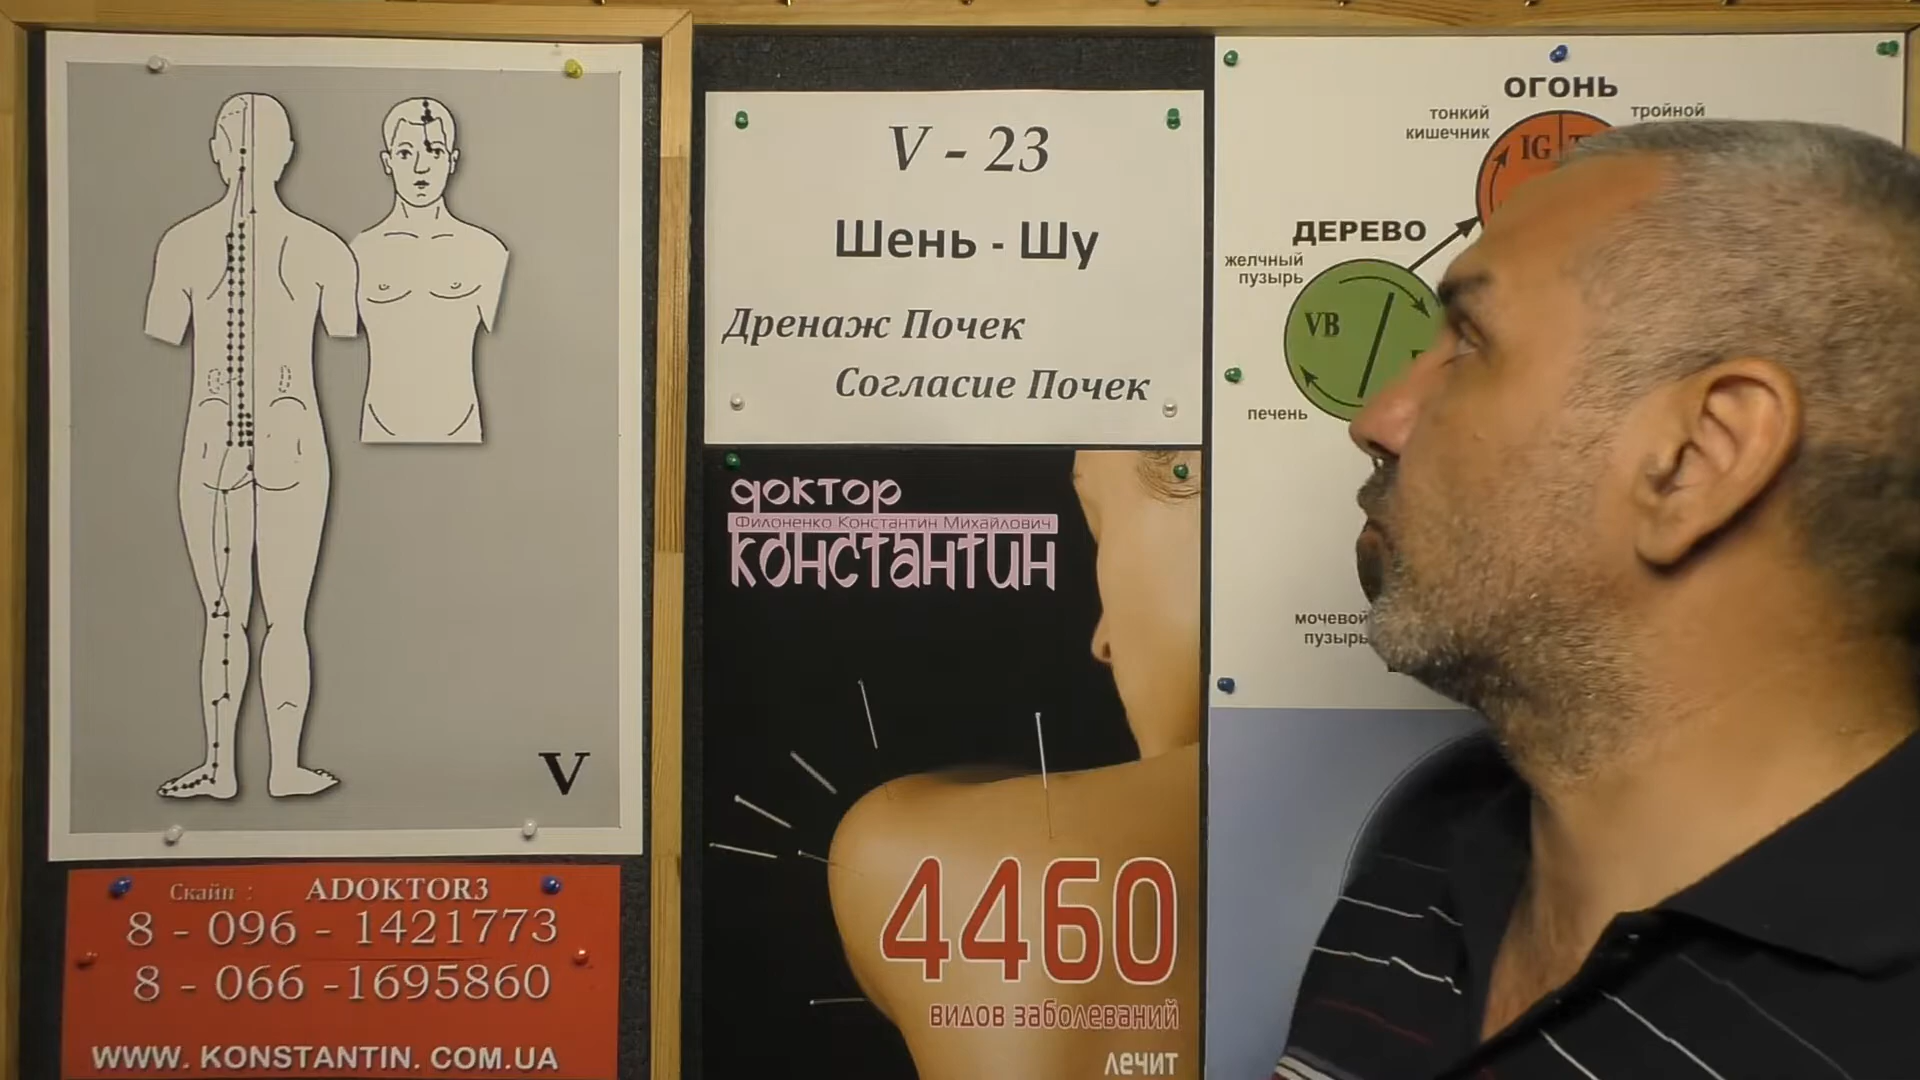 V
Скайп : ADOKTOR3
8 - 096 - 1421773
8 - 066 -1695860
WWW. KONSTANTIN. COM.UA
V - 23
Шень - Шу
Дренаж Почек
Согласие Почек
доктор
Филоненко Константин Михайлович
константин
4460
видов заболеваний
лечит
ОГОНЬ
тонкий
кишечник
тройной
IG
ДЕРЕВО
желчный
пузырь
VB
печень
мочевой
пузырь